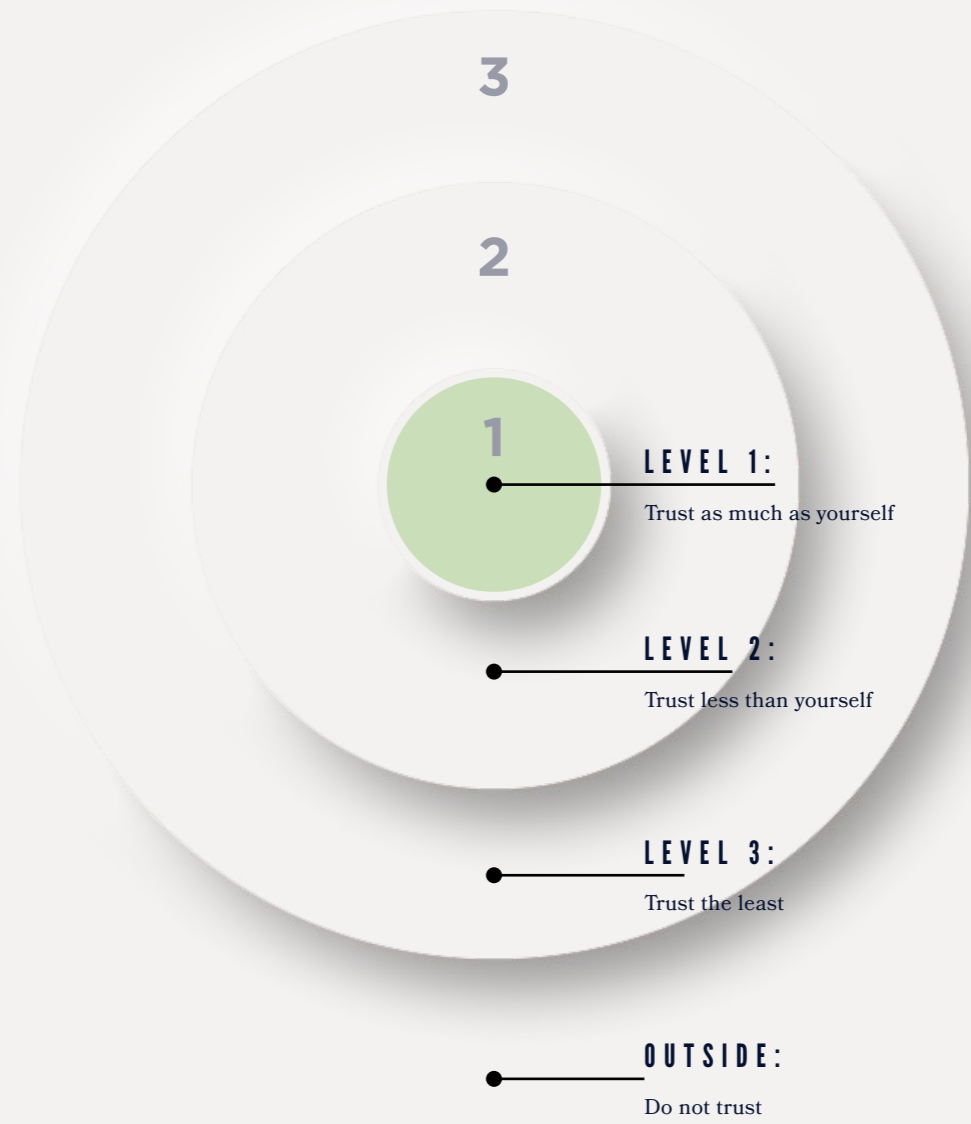 3
2
1
LEVEL 1:
Trust as much as yourself
LEVEL 2:
Trust less than yourself
LEVEL 3:
Trust the least
OUTSIDE:
Do not trust